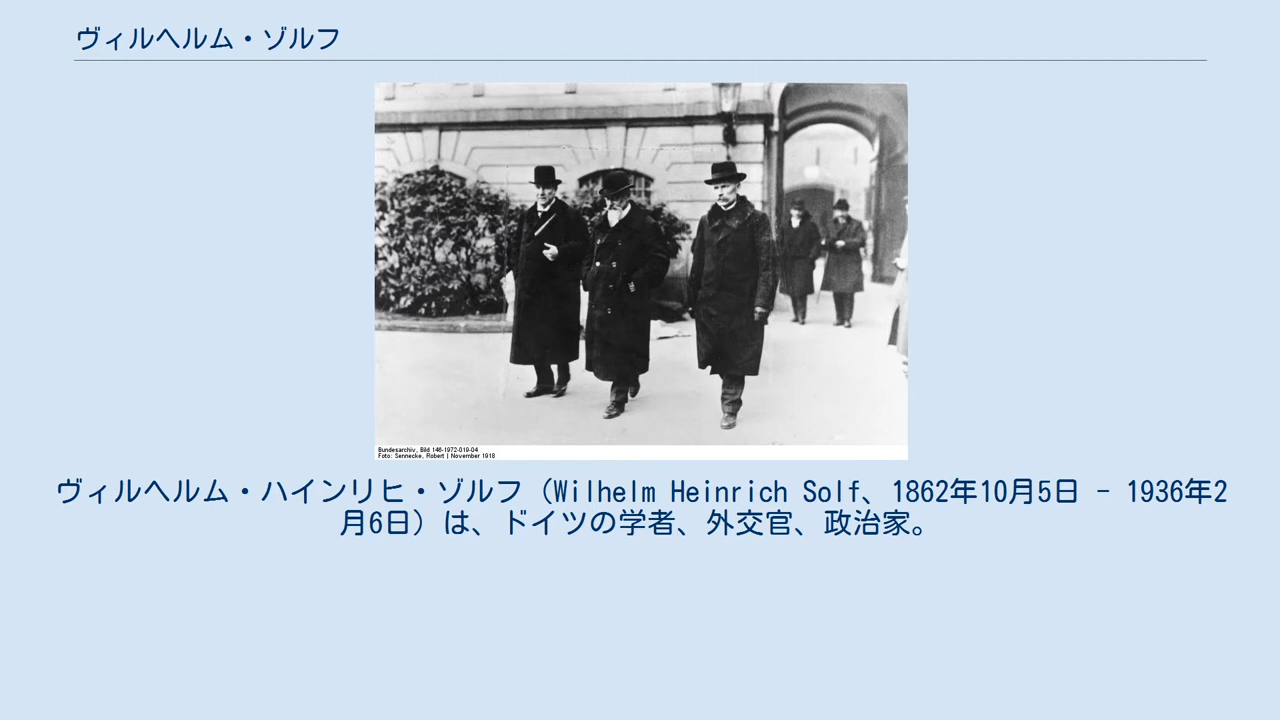 ヴィルヘルム・ゾルフ
Bundesarchiv, Bild 146-1972-019-04
Foto: Sennecke, Robert | November 1918
ヴィルヘルム・ハインリヒ・ゾルフ（Wilhelm Heinrich Solf、1862年10月5日 - 1936年2
月6日）は、ドイツの学者、外交官、政治家。